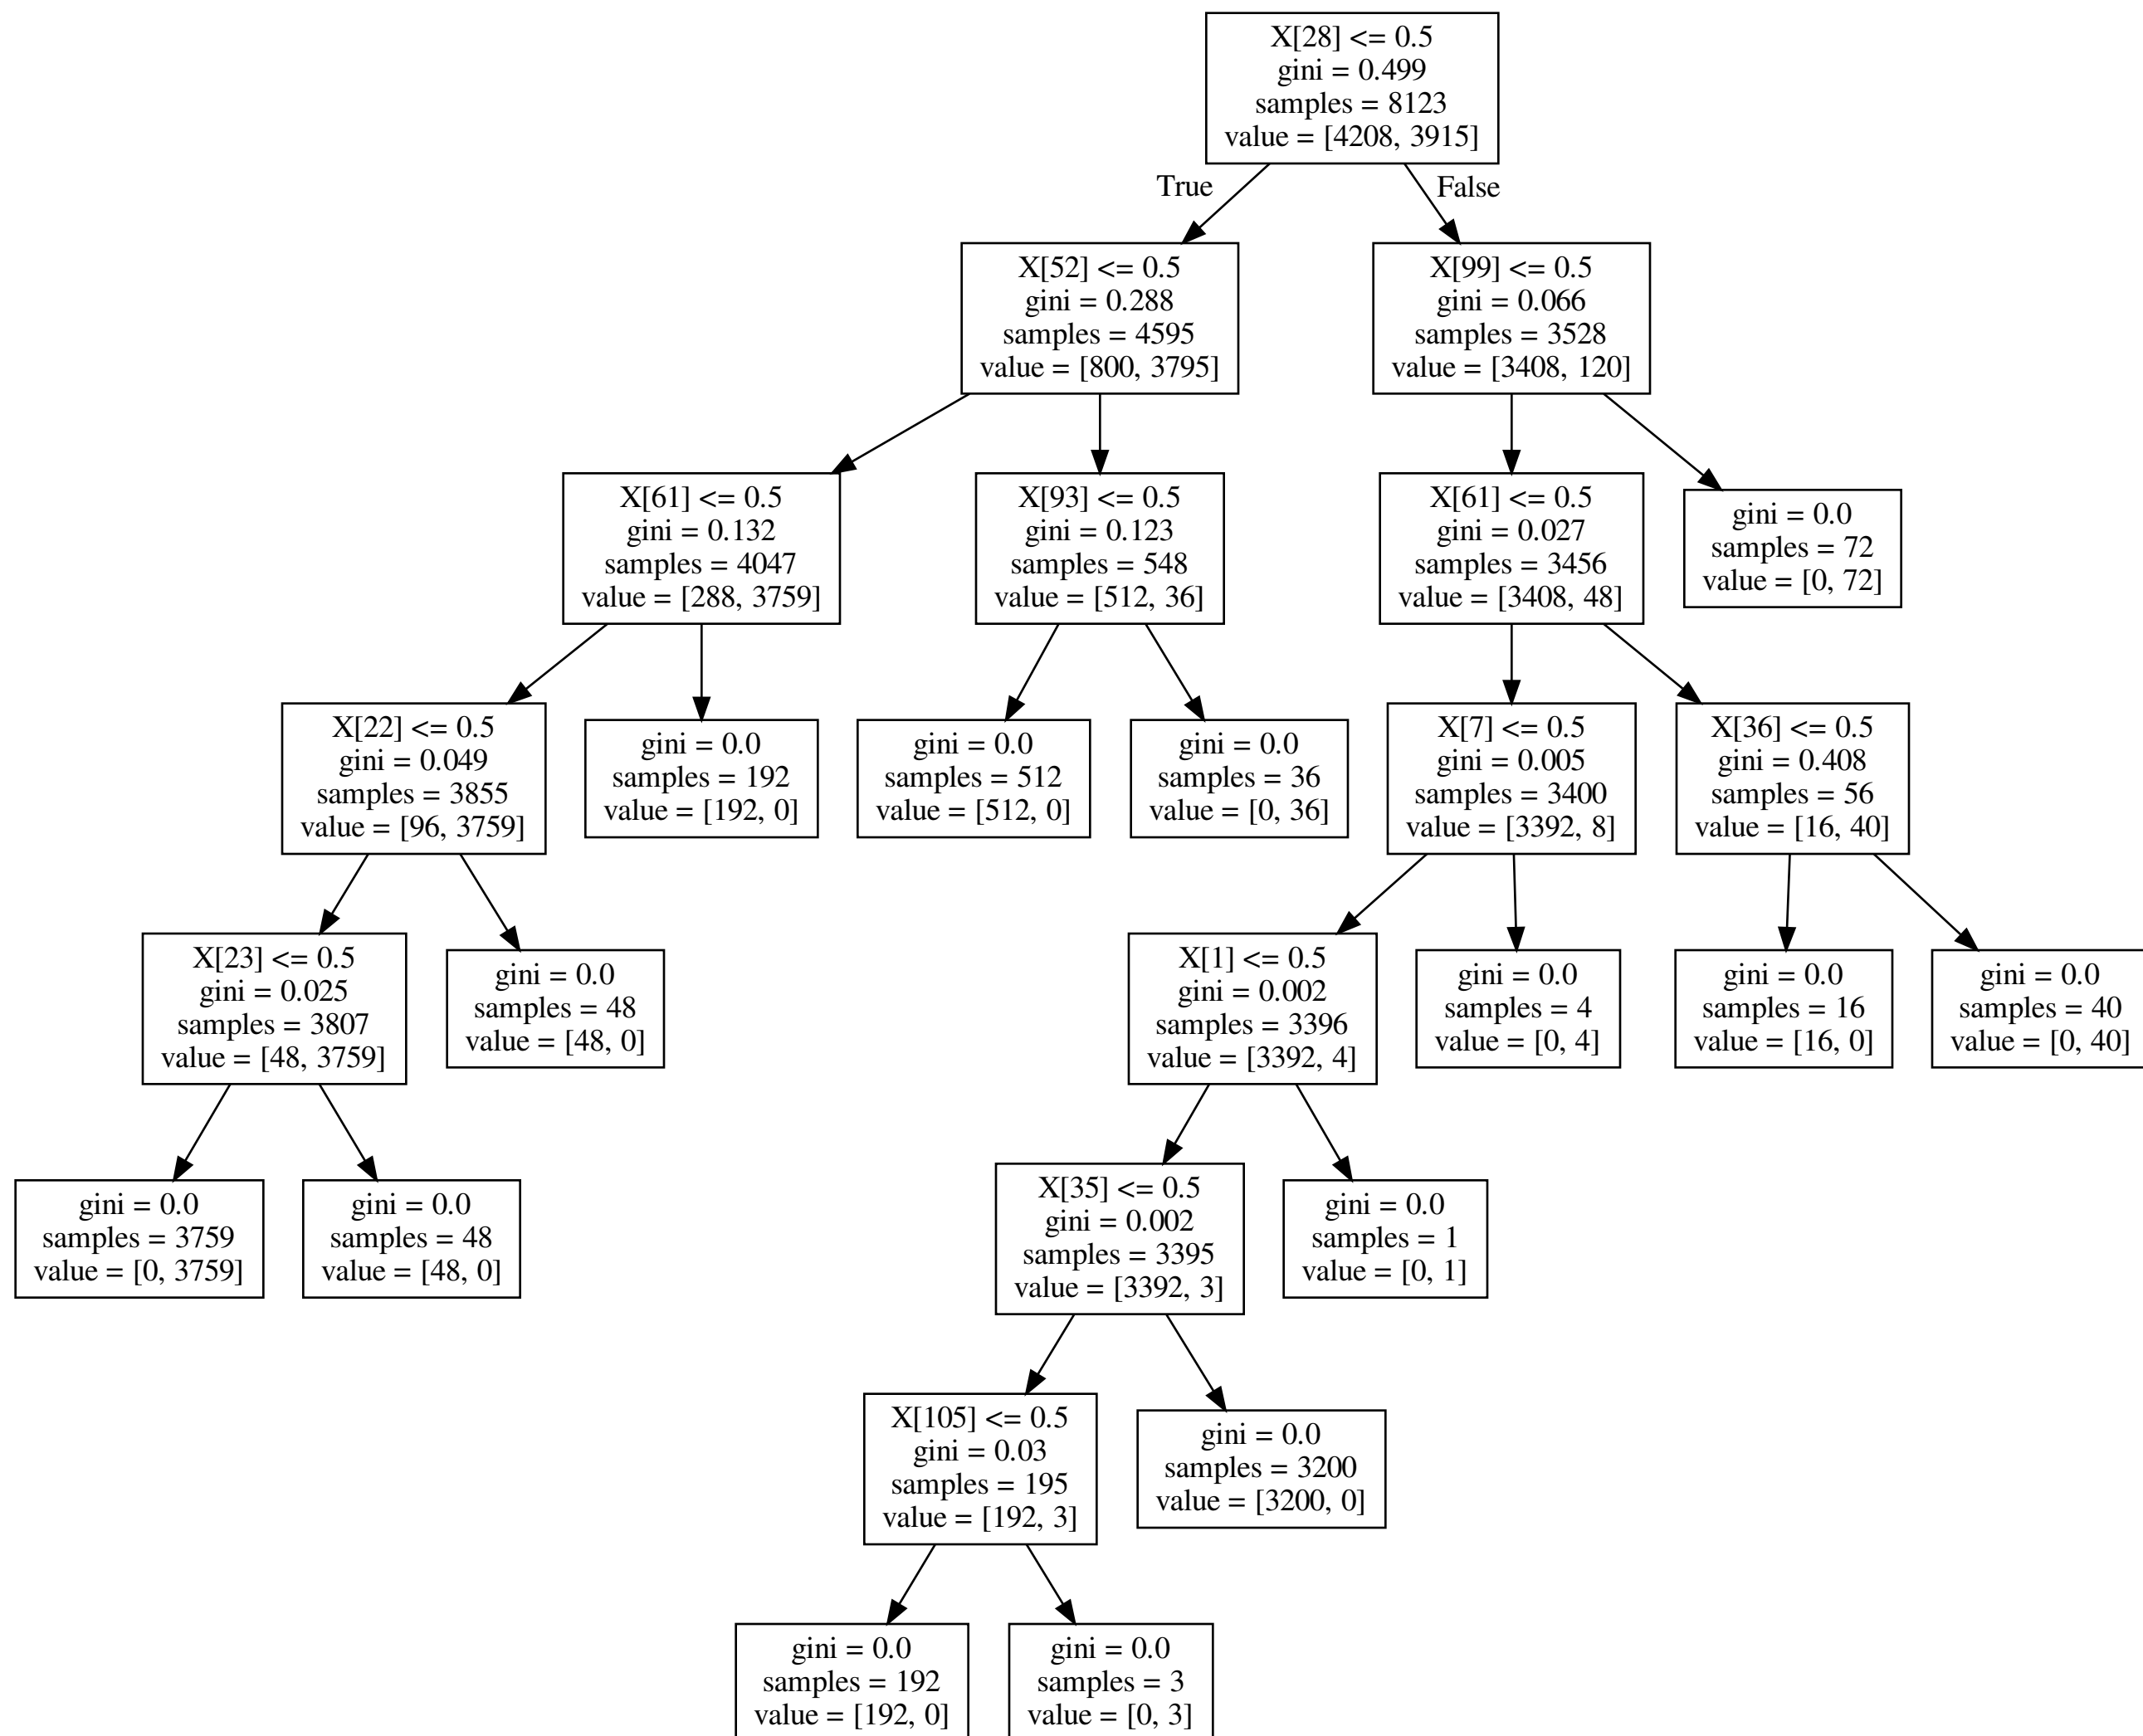 X[28] <= 0.5
gini = 0.499
samples = 8123
value = [4208, 3915]
True
False
X[52] <= 0.5
gini = 0.288
samples = 4595
value = [800, 3795]
X[99] <= 0.5
gini = 0.066
samples = 3528
value = [3408, 120]
X[61] <= 0.5
gini = 0.132
samples = 4047
value = [288, 3759]
X[93] <= 0.5
gini = 0.123
samples = 548
value = [512, 36]
X[61] <= 0.5
gini = 0.027
samples = 3456
value = [3408, 48]
gini = 0.0
samples = 72
value = [0, 72]
X[22] <= 0.5
gini = 0.049
samples = 3855
value = [96, 3759]
gini = 0.0
samples = 192
value = [192, 0]
gini = 0.0
samples = 512
value = [512, 0]
gini = 0.0
samples = 36
value = [0, 36]
X[7] <= 0.5
gini = 0.005
samples = 3400
value = [3392, 8]
X[36] <= 0.5
gini = 0.408
samples = 56
value = [16, 40]
X[23] <= 0.5
gini = 0.025
samples = 3807
value = [48, 3759]
gini = 0.0
samples = 48
value = [48, 0]
X[1] <= 0.5
gini = 0.002
samples = 3396
value = [3392, 4]
gini = 0.0
samples = 4
value = [0, 4]
gini = 0.0
samples = 16
value = [16, 0]
gini = 0.0
samples = 40
value = [0, 40]
gini = 0.0
samples = 3759
value = [0, 3759]
gini = 0.0
samples = 48
value = [48, 0]
X[35] <= 0.5
gini = 0.002
samples = 3395
value = [3392, 3]
gini = 0.0
samples = 1
value = [0, 1]
X[105] <= 0.5
gini = 0.03
samples = 195
value = [192, 3]
gini = 0.0
samples = 3200
value = [3200, 0]
gini = 0.0
samples = 192
value = [192, 0]
gini = 0.0
samples = 3
value = [0, 3]